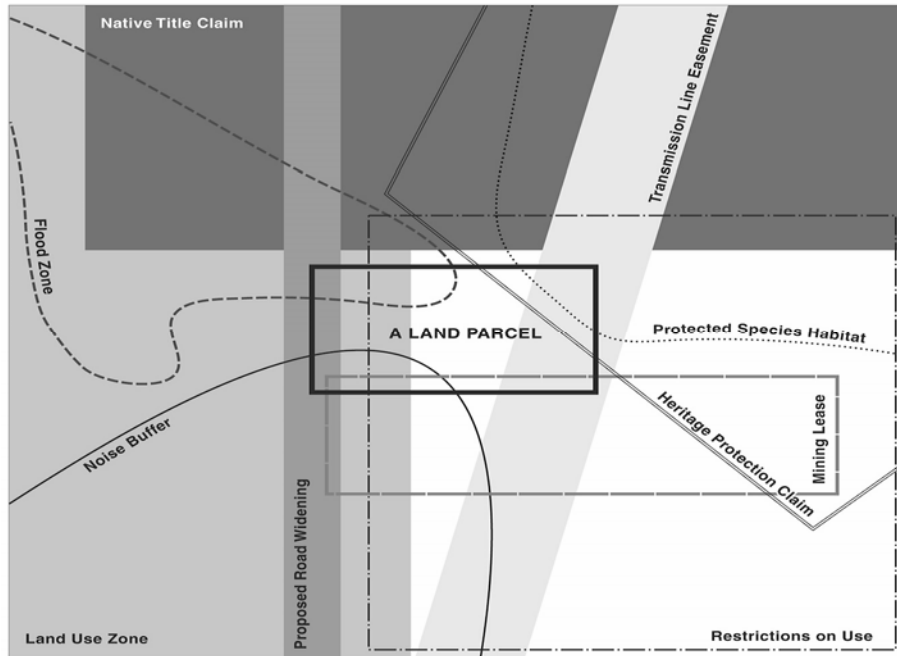 Native Title Claim
Transmission Line Easement
Flood Zone
A LAND PARCEL
Protected Species Habitat
Noise Buffer
Heritage Protection Claim
Mining Lease
Proposed Road Widening
Land Use Zone
Restrictions on Use